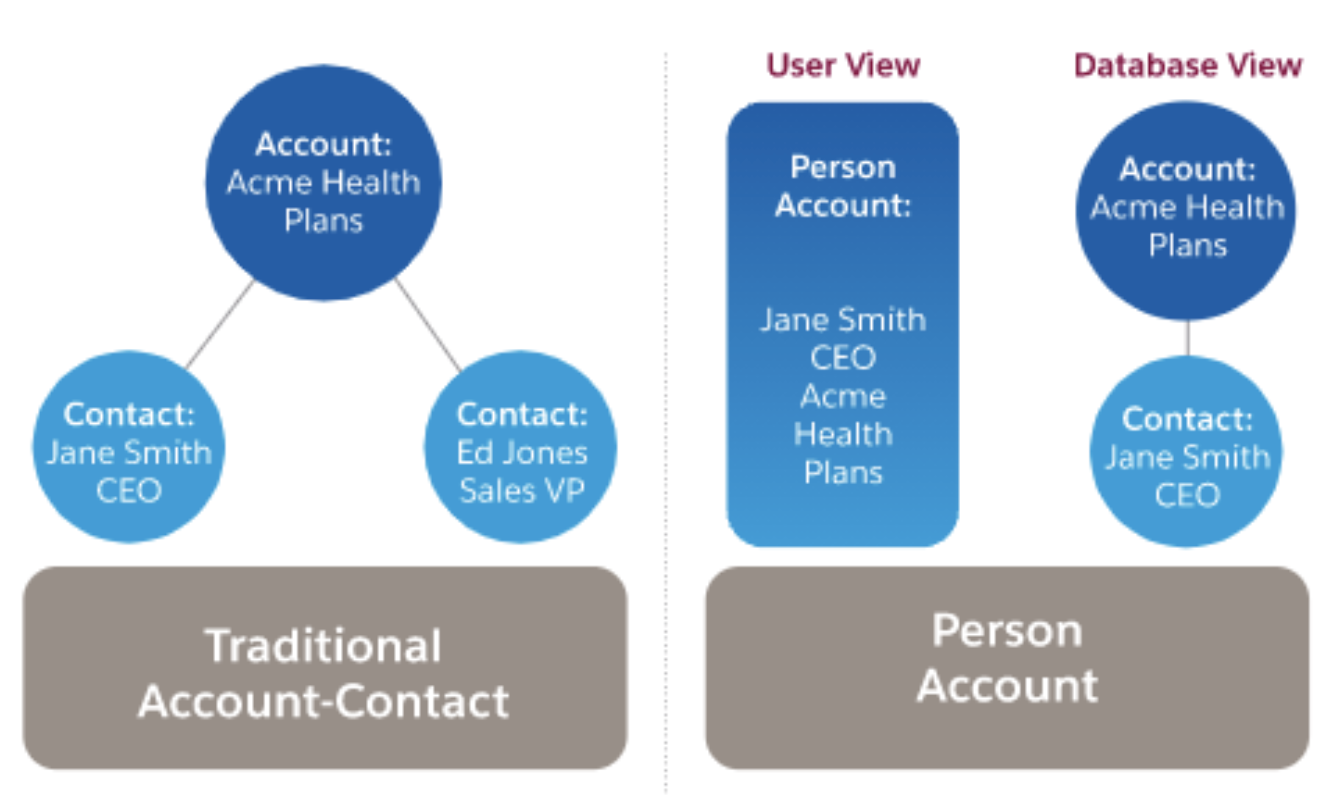 Account:
Acme Health
Plans
Contact:
Jane Smith
CEO
Contact:
Ed Jones
Sales VP
Traditional
Account-Contact
User View
Person
Account:
Jane Smith
CEO
Acme
Health
Plans
Database View
Account:
Acme Health
Plans
Contact:
Jane Smith
CEO
Person
Account